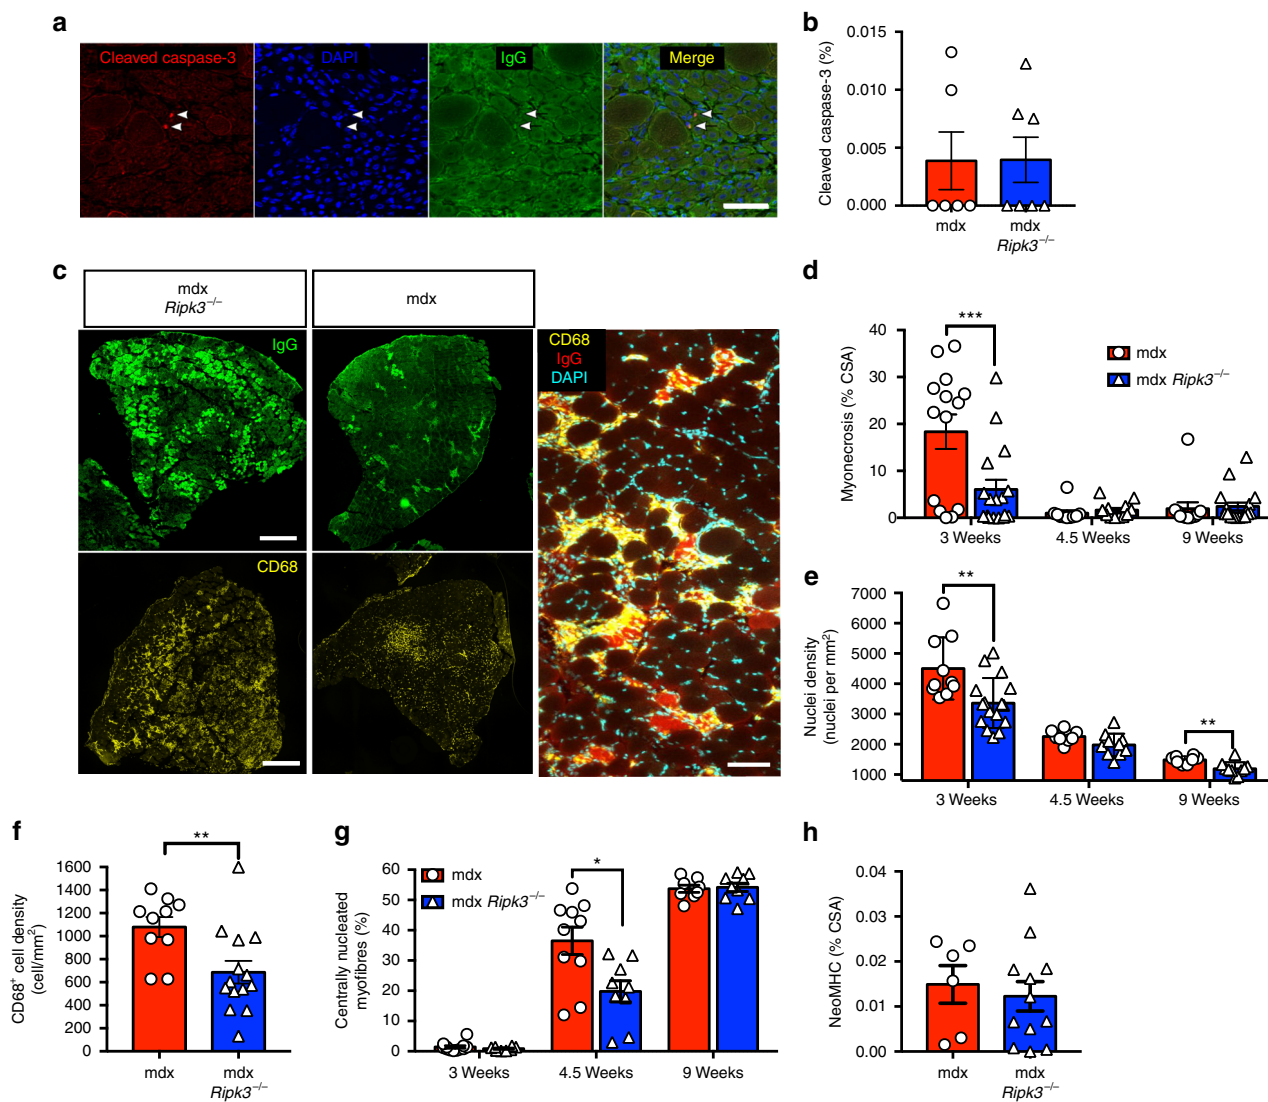 a
Cleaved caspase-3
DAPI
IgG
Merge
b
Cleaved caspase-3 (%)
0.015
0.010
0.005
0.000
mdx
mdx
Ripk3−/−
c
mdx
Ripk3−/−
mdx
IgG
CD68
CD68
IgG
DAPI
d
Myonecrosis (% CSA)
40
30
20
10
0
***
mdx
mdx Ripk3−/−
3 Weeks
4.5 Weeks
9 Weeks
e
Nuclei density
(nuclei per mm²)
7000
6000
5000
4000
3000
2000
1000
**
**
3 Weeks
4.5 Weeks
9 Weeks
f
CD68⁺ cell density
(cell/mm²)
1600
1400
1200
1000
800
600
400
200
0
**
mdx
mdx
Ripk3−/−
g
Centrally nucleated
myofibres (%)
60
50
40
30
20
10
0
mdx
mdx Ripk3−/−
*
3 Weeks
4.5 Weeks
9 Weeks
h
NeoMHC (% CSA)
0.04
0.03
0.02
0.01
0.00
mdx
mdx
Ripk3−/−